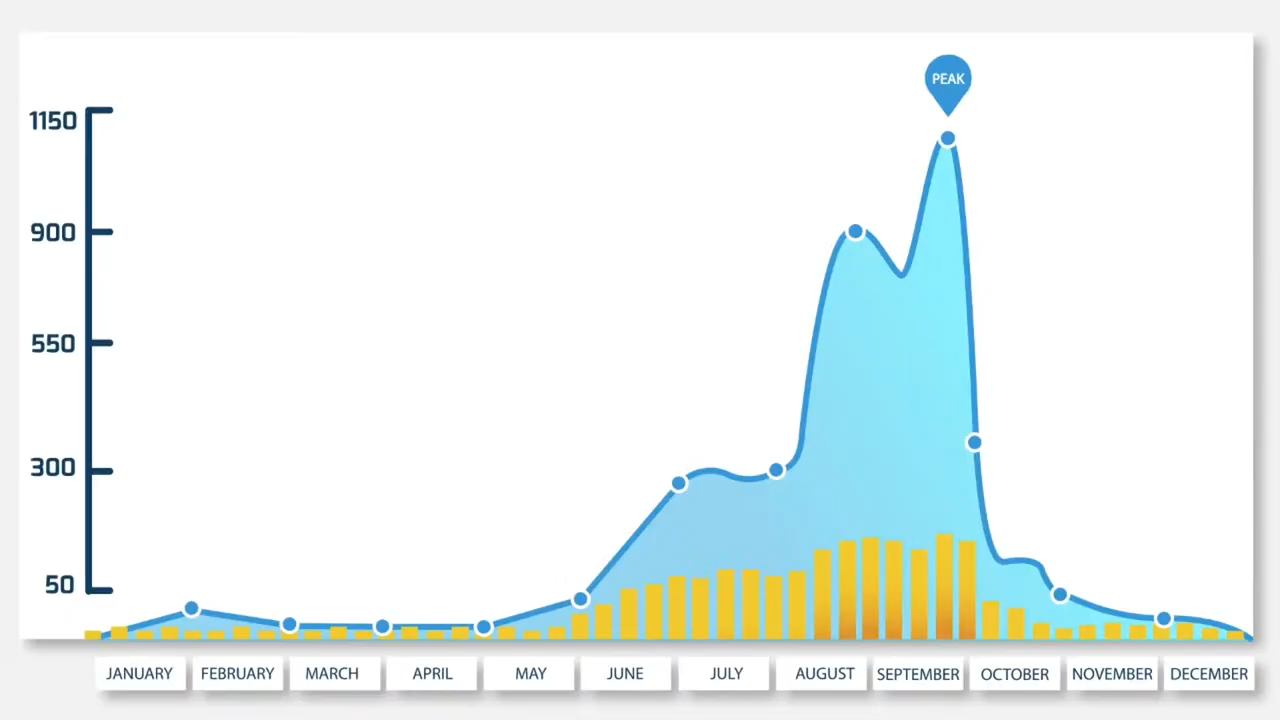 PEAK
1150
900
550
300
50
JANUARY FEBRUARY MARCH APRIL MAY JUNE JULY AUGUST SEPTEMBER OCTOBER NOVEMBER DECEMBER